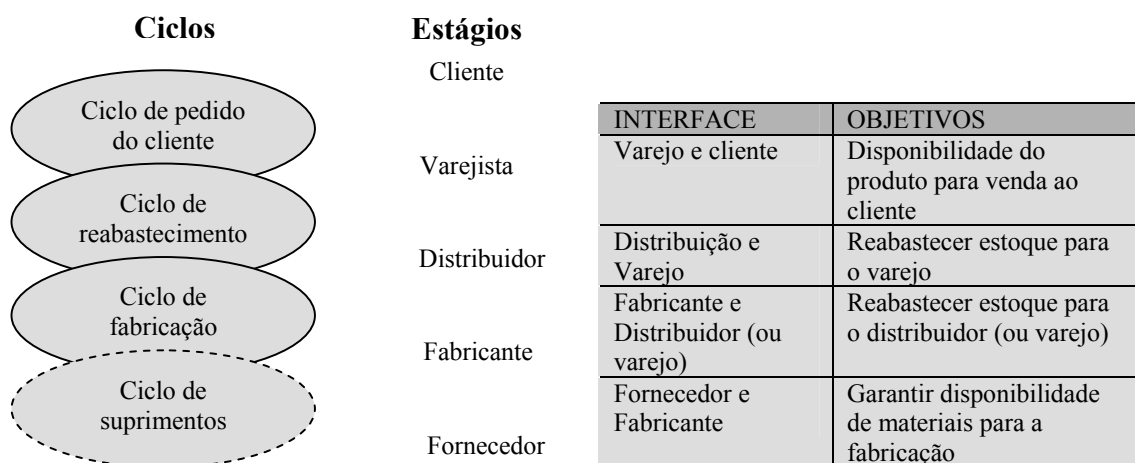 Ciclos
Ciclo de pedido
do cliente
Ciclo de
reabastecimento
Ciclo de
fabricação
Ciclo de
suprimentos
Estágios
Cliente
Varejista
Distribuidor
Fabricante
Fornecedor
INTERFACE OBJETIVOS
Varejo e cliente Disponibilidade do
produto para venda ao
cliente
Distribuição e Reabastecer estoque para
Varejo o varejo
Fabricante e Reabastecer estoque para
Distribuidor (ou o distribuidor (ou varejo)
varejo)
Fornecedor e Garantir disponibilidade
Fabricante de materiais para a
fabricação